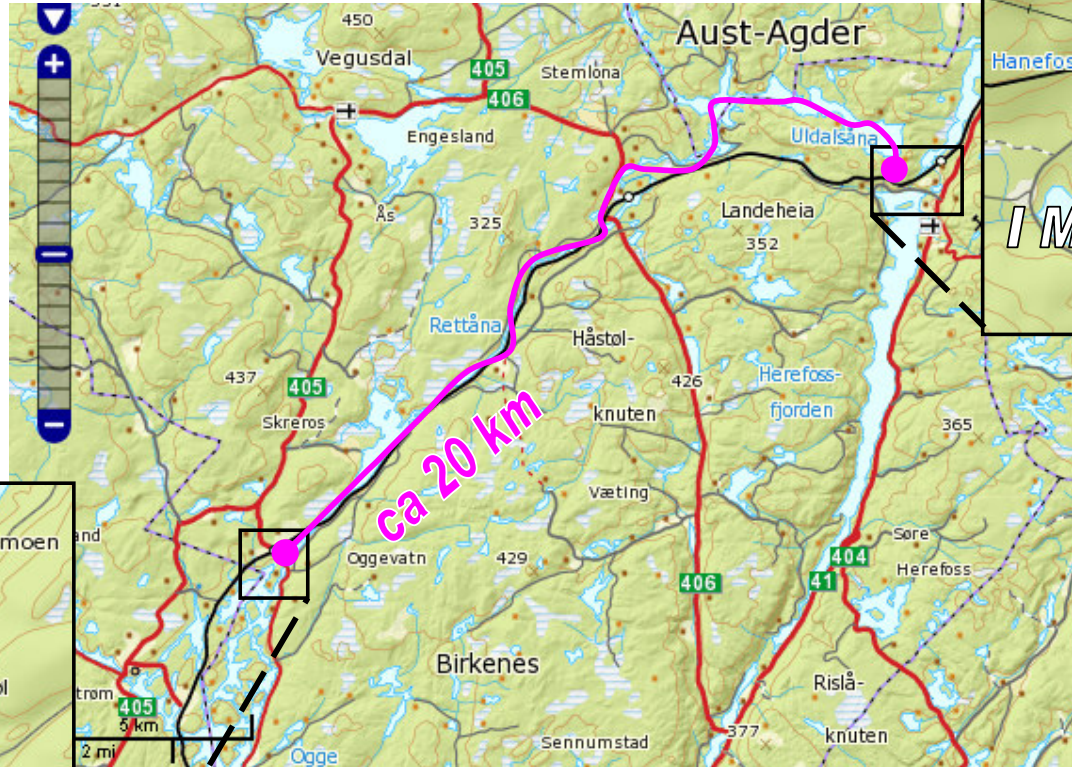 450
Aust-Agder
Vegusdal
405
Stemlona
Hanefos
406
Engesland
Uldalsåna
Ås
325
Landeheia
352
I M
Rettåna
Håstøl-
knuten
437
405
426
Herefoss-
fjorden
Skreros
365
ca 20 km
Væting
moen
and
Oggevatn
429
Søre
Herefoss
404
41
406
Birkenes
øl
trøm
405
Rislå-
knuten
5 km
2 mi
377
Sennumstad
Ogge